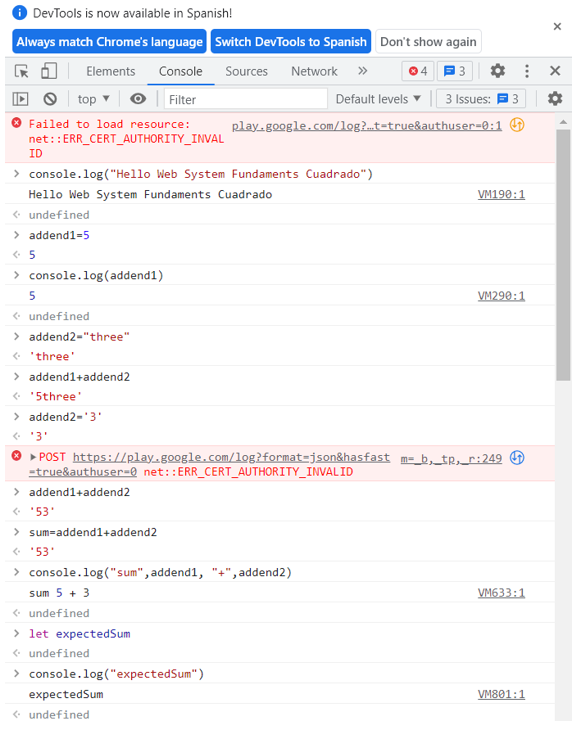 DevTools is now available in Spanish!
Always match Chrome's language Switch DevTools to Spanish Don't show again
Elements Console Sources Network » 4 3
top ▼ Filter Default levels ▼ 3 Issues: 3
Failed to load resource: play.google.com/log?…t=true&authuser=0:1
net::ERR_CERT_AUTHORITY_INVAL
ID
> console.log("Hello Web System Fundaments Cuadrado")
Hello Web System Fundaments Cuadrado VM190:1
undefined
> addend1=5
5
> console.log(addend1)
5 VM290:1
undefined
> addend2="three"
'three'
> addend1+addend2
'5three'
> addend2='3'
'3'
▶POST https://play.google.com/log?format=json&hasfast m=_b,_tp,_r:249
=true&authuser=0 net::ERR_CERT_AUTHORITY_INVALID
> addend1+addend2
'53'
> sum=addend1+addend2
'53'
> console.log("sum",addend1, "+",addend2)
sum 5 + 3 VM633:1
undefined
> let expectedSum
undefined
> console.log("expectedSum")
expectedSum VM801:1
undefined